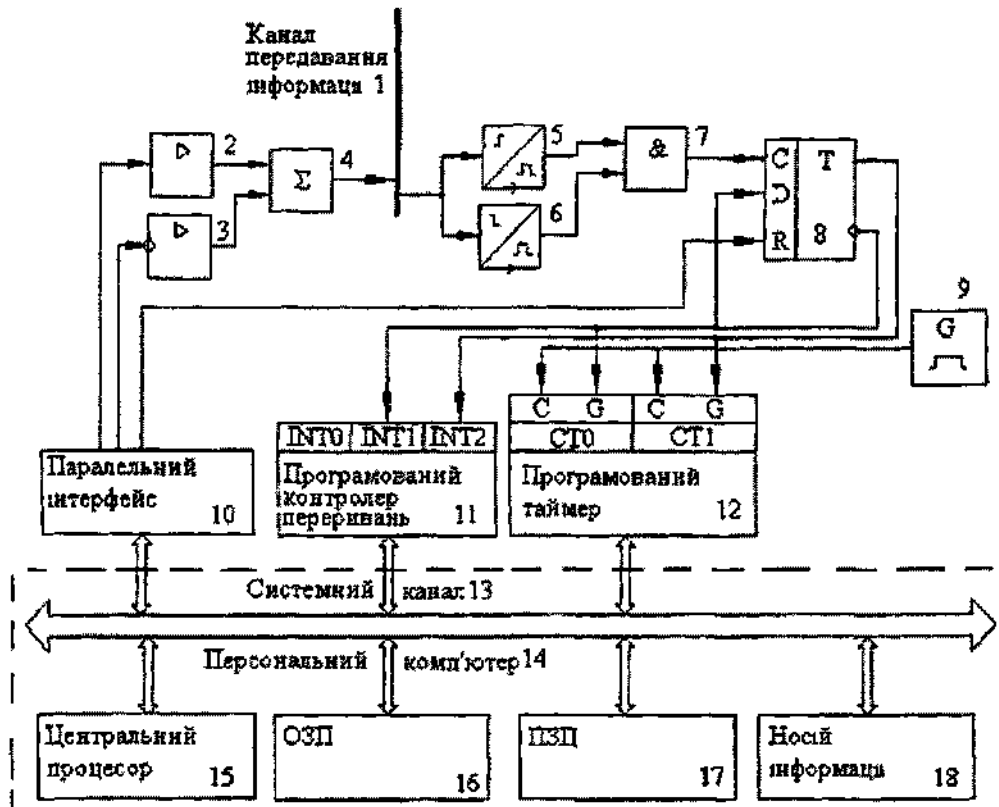 Канал
передавання
інформації 1
2
3
4
5
6
7
8
9
▷
▷
Σ
&
C
D
R
T
G
C G C G
CT0 CT1
INT0 INT1 INT2
Паралельний
інтерфейс
10
Програмований
контролер
переривань 11
Програмований
таймер 12
Системний канал 13
Персональний комп'ютер 14
Центральний
процесор 15
ОЗП
16
ПЗП
17
Носій
інформації 18